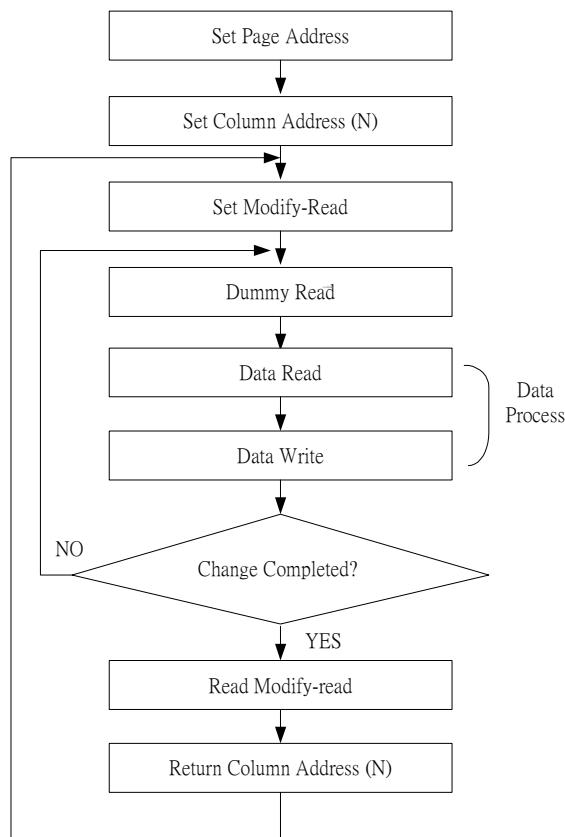 Set Page Address
Set Column Address (N)
Set Modify-Read
Dummy Read
Data Read
Data
Process
Data Write
NO
Change Completed?
YES
Read Modify-read
Return Column Address (N)